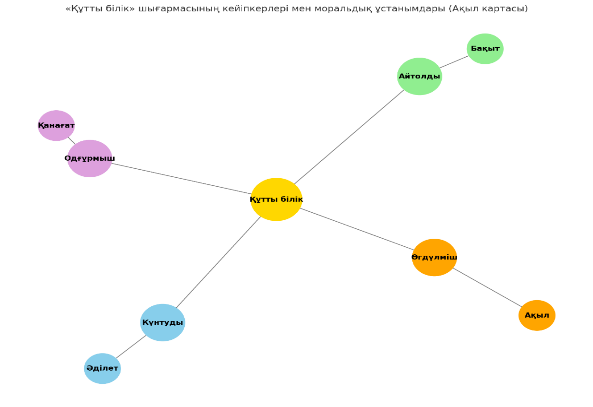 «Құтты білік» шығармасының кейіпкерлері мен моральдық ұстанымдары (Ақыл картасы)
Бақыт
Айтолды
Қанағат
Одғұрмыш
Құтты білік
Өгдүлміш
Ақыл
Күнтуды
Әділет